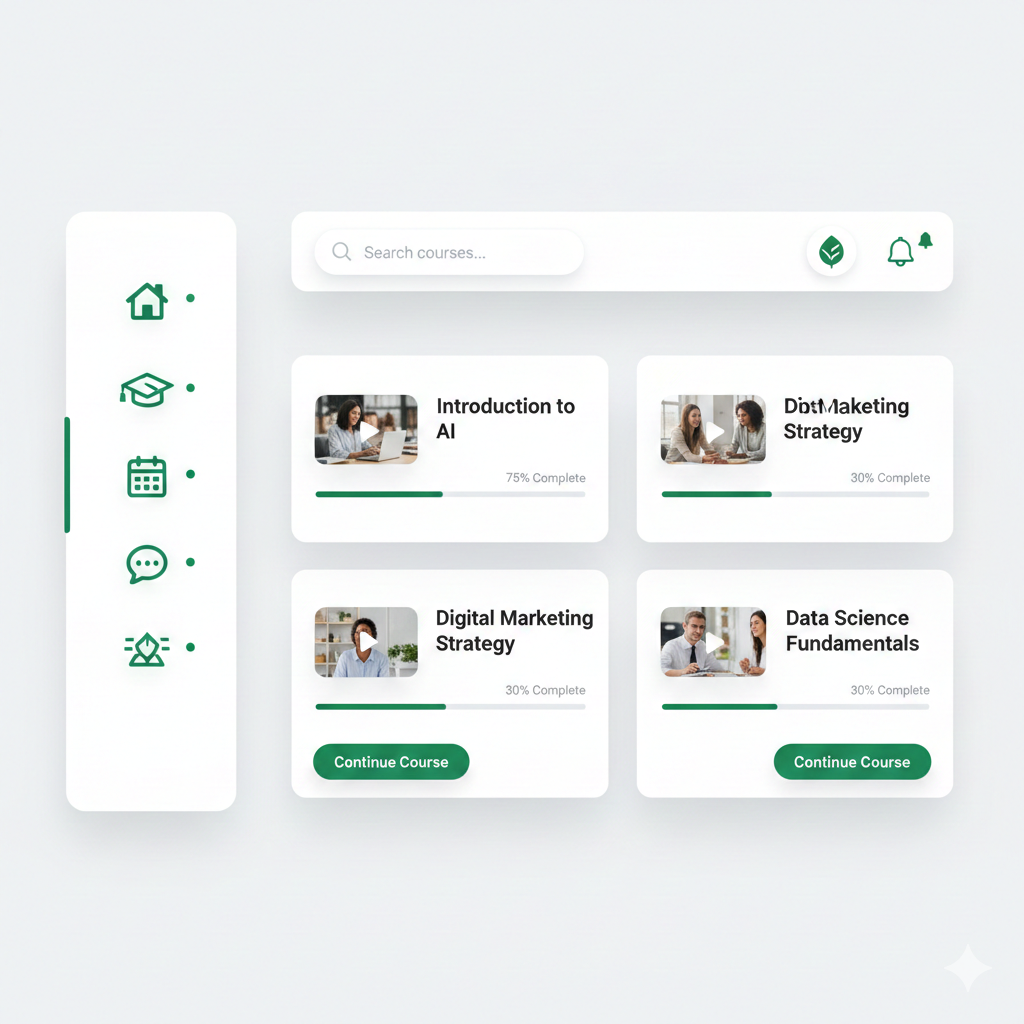 Search courses...
Introduction to
AI
75% Complete
Strategy
30% Complete
Digital Marketing
Strategy
30% Complete
Continue Course
Data Science
Fundamentals
30% Complete
Continue Course